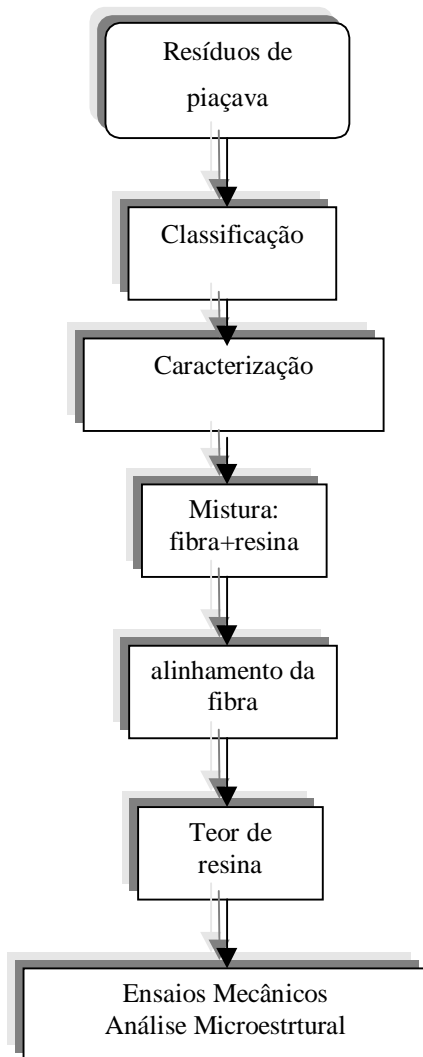 Resíduos de
piaçava
Classificação
Caracterização
Mistura:
fibra+resina
alinhamento da
fibra
Teor de
resina
Ensaios Mecânicos
Análise Microestrtural